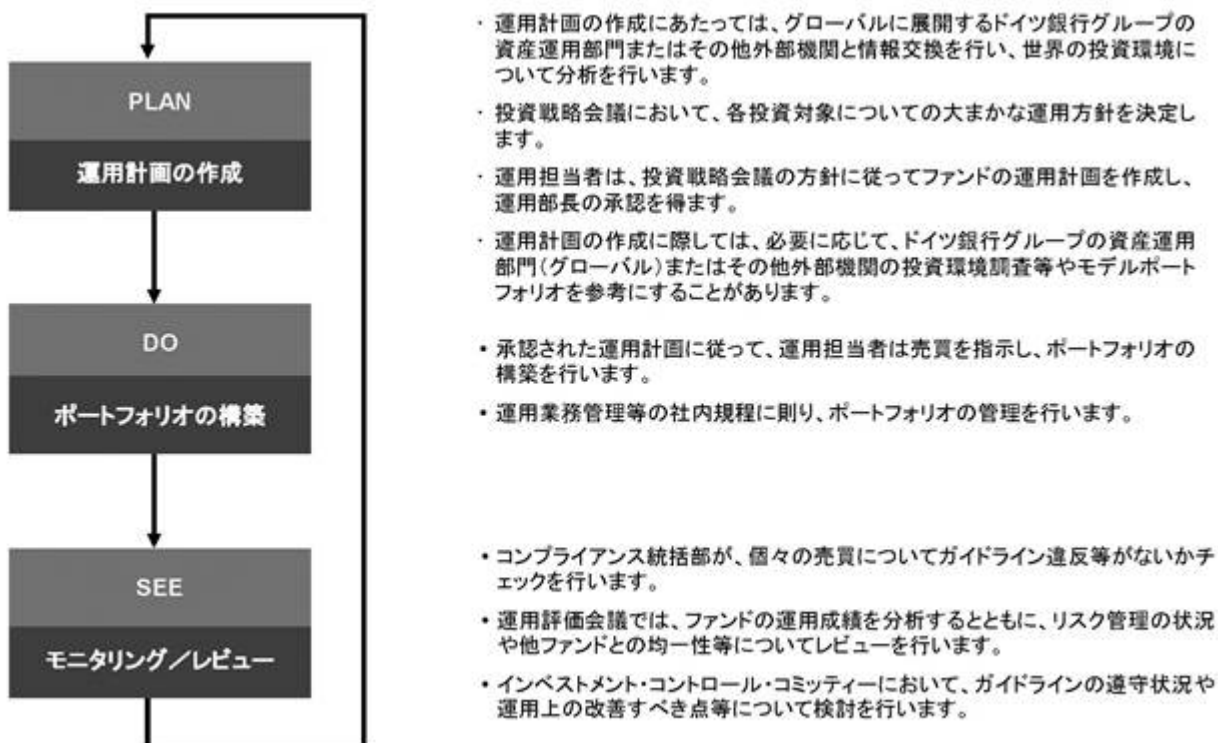 PLAN
運用計画の作成
・ 運用計画の作成にあたっては、グローバルに展開するドイツ銀行グループの
資産運用部門またはその他外部機関と情報交換を行い、世界の投資環境に
ついて分析を行います。
・ 投資戦略会議において、各投資対象についての大まかな運用方針を決定し
ます。
・ 運用担当者は、投資戦略会議の方針に従ってファンドの運用計画を作成し、
運用部長の承認を得ます。
・ 運用計画の作成に際しては、必要に応じて、ドイツ銀行グループの資産運用
部門(グローバル)またはその他外部機関の投資環境調査等やモデルポート
フォリオを参考にすることがあります。
DO
ポートフォリオの構築
• 承認された運用計画に従って、運用担当者は売買を指示し、ポートフォリオの
構築を行います。
• 運用業務管理等の社内規程に則り、ポートフォリオの管理を行います。
SEE
モニタリング／レビュー
• コンプライアンス統括部が、個々の売買についてガイドライン違反等がないかチ
ェックを行います。
• 運用評価会議では、ファンドの運用成績を分析するとともに、リスク管理の状況
や他ファンドとの均一性等についてレビューを行います。
• インベストメント・コントロール・コミッティーにおいて、ガイドラインの遵守状況や
運用上の改善すべき点等について検討を行います。